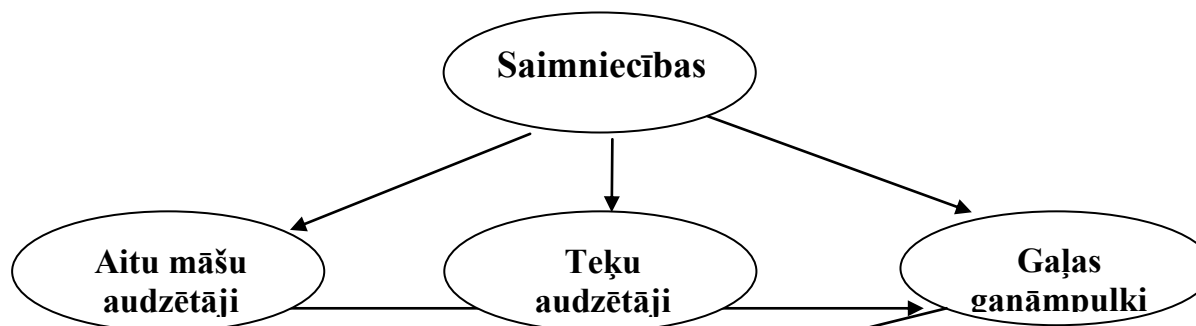 Saimniecības
Aitu māšu
audzētāji
Teķu
audzētāji
Gaļas
ganāmpulki